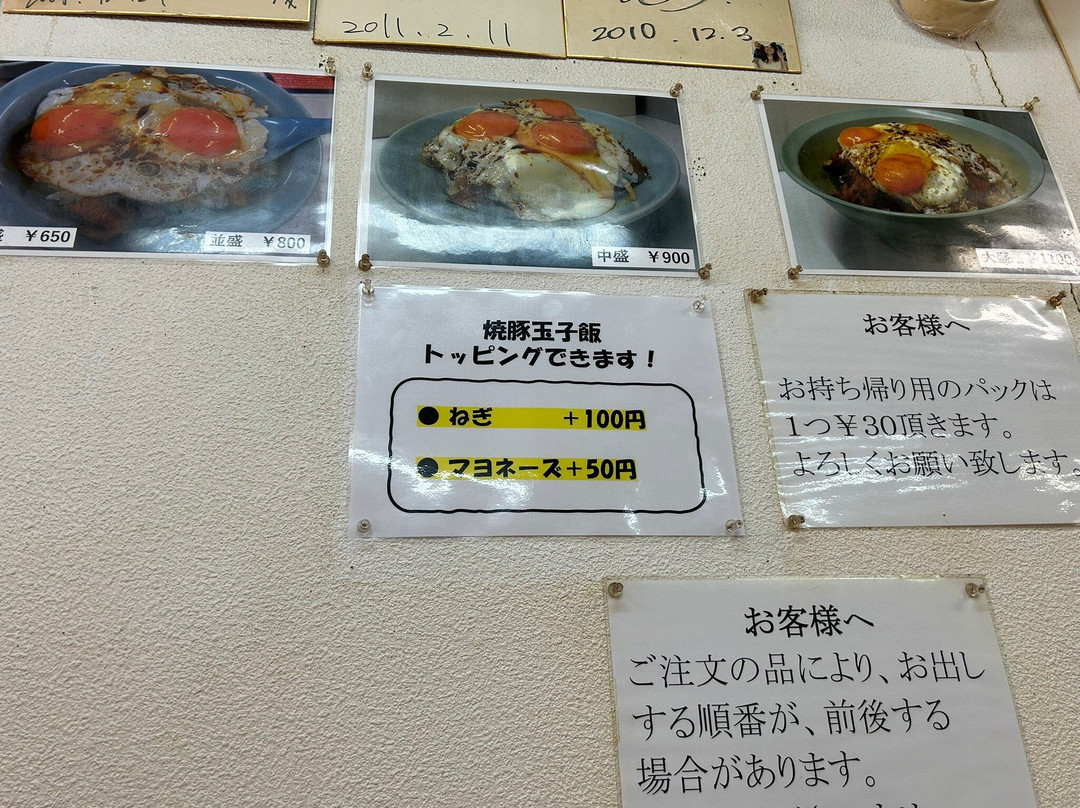 2011.2.11
2010.12.3
盛 ￥650
並盛 ￥800
中盛 ￥900
大盛 ￥1100
焼豚玉子飯
トッピングできます！
● ねぎ ＋100円
● マヨネーズ＋50円
お客様へ
お持ち帰り用のパックは
１つ￥30頂きます。
よろしくお願い致します。
お客様へ
ご注文の品により、お出し
する順番が、前後する
場合があります。